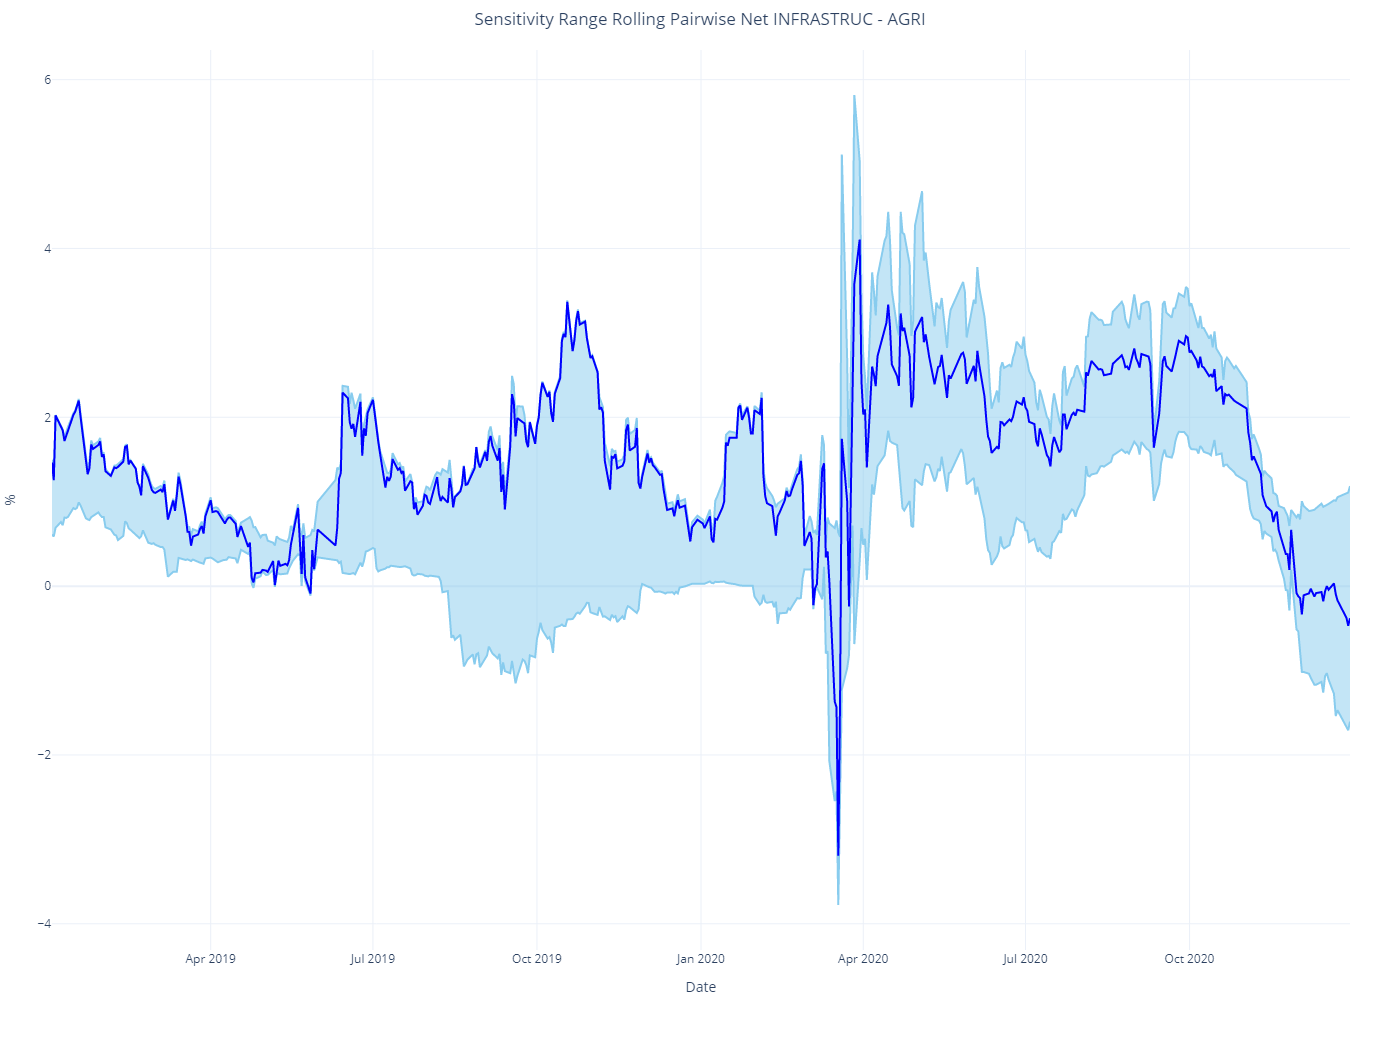 Sensitivity Range Rolling Pairwise Net INFRASTRUC - AGRI
6
4
2
0
−2
−4
%
Apr 2019
Jul 2019
Oct 2019
Jan 2020
Apr 2020
Jul 2020
Oct 2020
Date